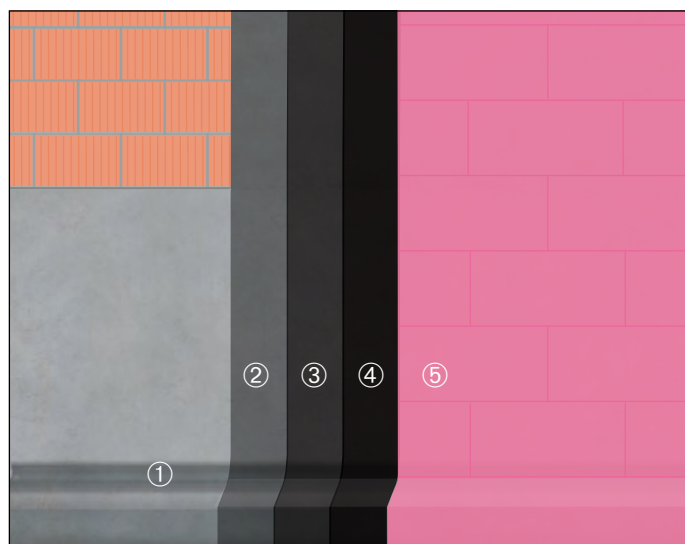 ② ③ ④ ⑤
①